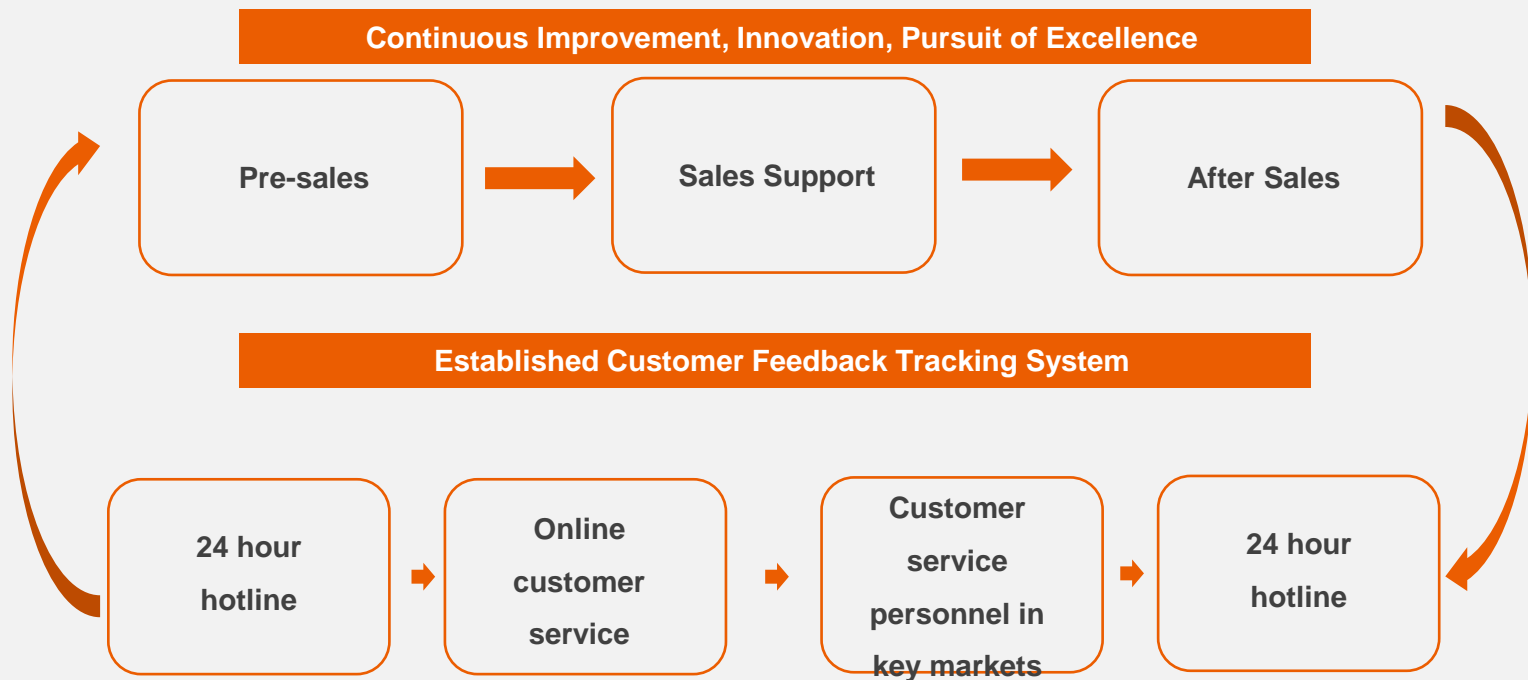 Continuous Improvement, Innovation, Pursuit of Excellence
Pre-sales
Sales Support
After Sales
Established Customer Feedback Tracking System
24 hour
hotline
Online
customer
service
Customer
service
personnel in
key markets
24 hour
hotline